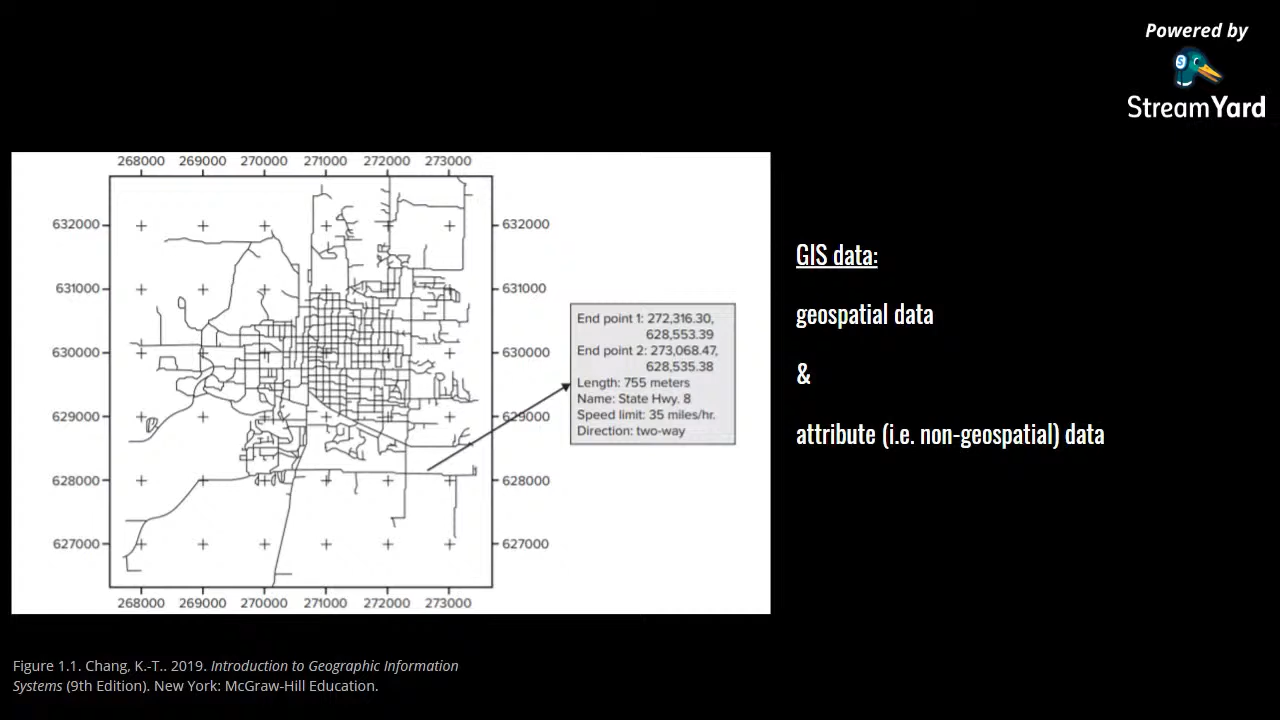 Powered by
StreamYard
268000 269000 270000 271000 272000 273000
632000 632000
631000 631000
630000 630000
629000 629000
628000 628000
627000 627000
268000 269000 270000 271000 272000 273000
End point 1: 272,316.30,
628,553.39
End point 2: 273,068.47,
628,535.38
Length: 755 meters
Name: State Hwy. 8
Speed limit: 35 miles/hr.
Direction: two-way
GIS data:
geospatial data
&
attribute (i.e. non-geospatial) data
Figure 1.1. Chang, K.-T.. 2019. Introduction to Geographic Information
Systems (9th Edition). New York: McGraw-Hill Education.